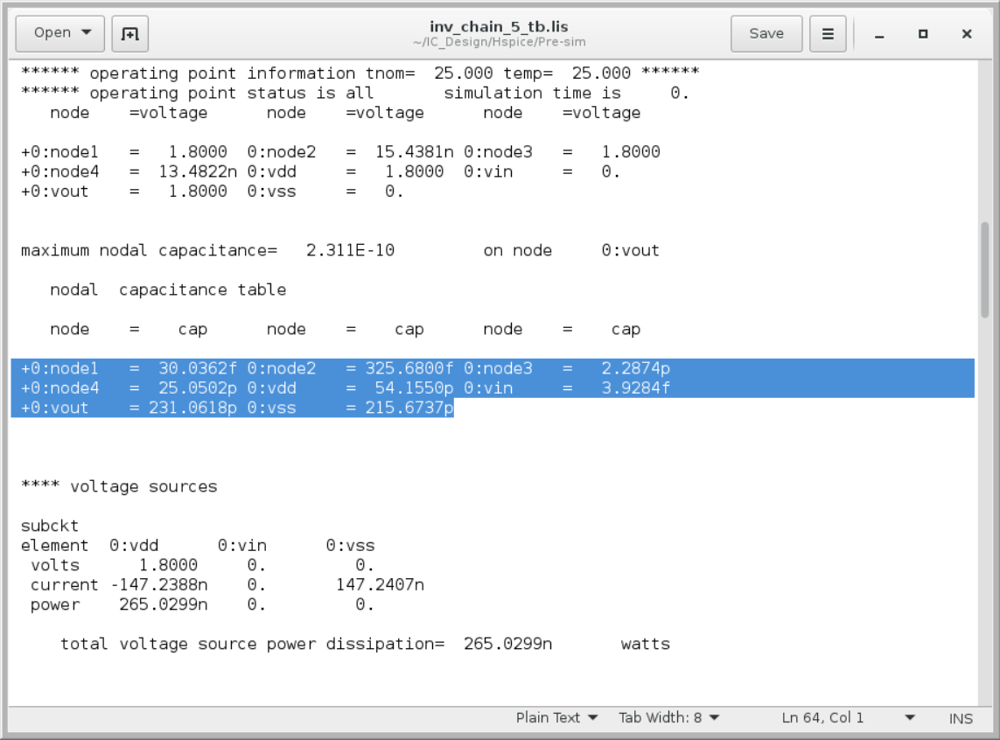 Open
inv_chain_5_tb.lis
~/IC_Design/Hspice/Pre-sim
Save
****** operating point information tnom=  25.000 temp=  25.000 ******
****** operating point status is all       simulation time is     0.
   node    =voltage      node    =voltage      node    =voltage
+0:node1   =   1.8000  0:node2   =  15.4381n 0:node3   =   1.8000
+0:node4   =  13.4822n 0:vdd     =   1.8000  0:vin     =   0.
+0:vout    =   1.8000  0:vss     =   0.
maximum nodal capacitance=   2.311E-10         on node     0:vout
   nodal  capacitance table
   node    =    cap      node    =    cap      node    =    cap
+0:node1   =  30.0362f 0:node2   = 325.6800f 0:node3   =   2.2874p
+0:node4   =  25.0502p 0:vdd     =  54.1550p 0:vin     =   3.9284f
+0:vout    = 231.0618p 0:vss     = 215.6737p
**** voltage sources
subckt
element  0:vdd      0:vin      0:vss
 volts      1.8000     0.         0.
 current -147.2388n    0.       147.2407n
 power    265.0299n    0.         0.
    total voltage source power dissipation=  265.0299n       watts
Plain Text Tab Width: 8 Ln 64, Col 1 INS